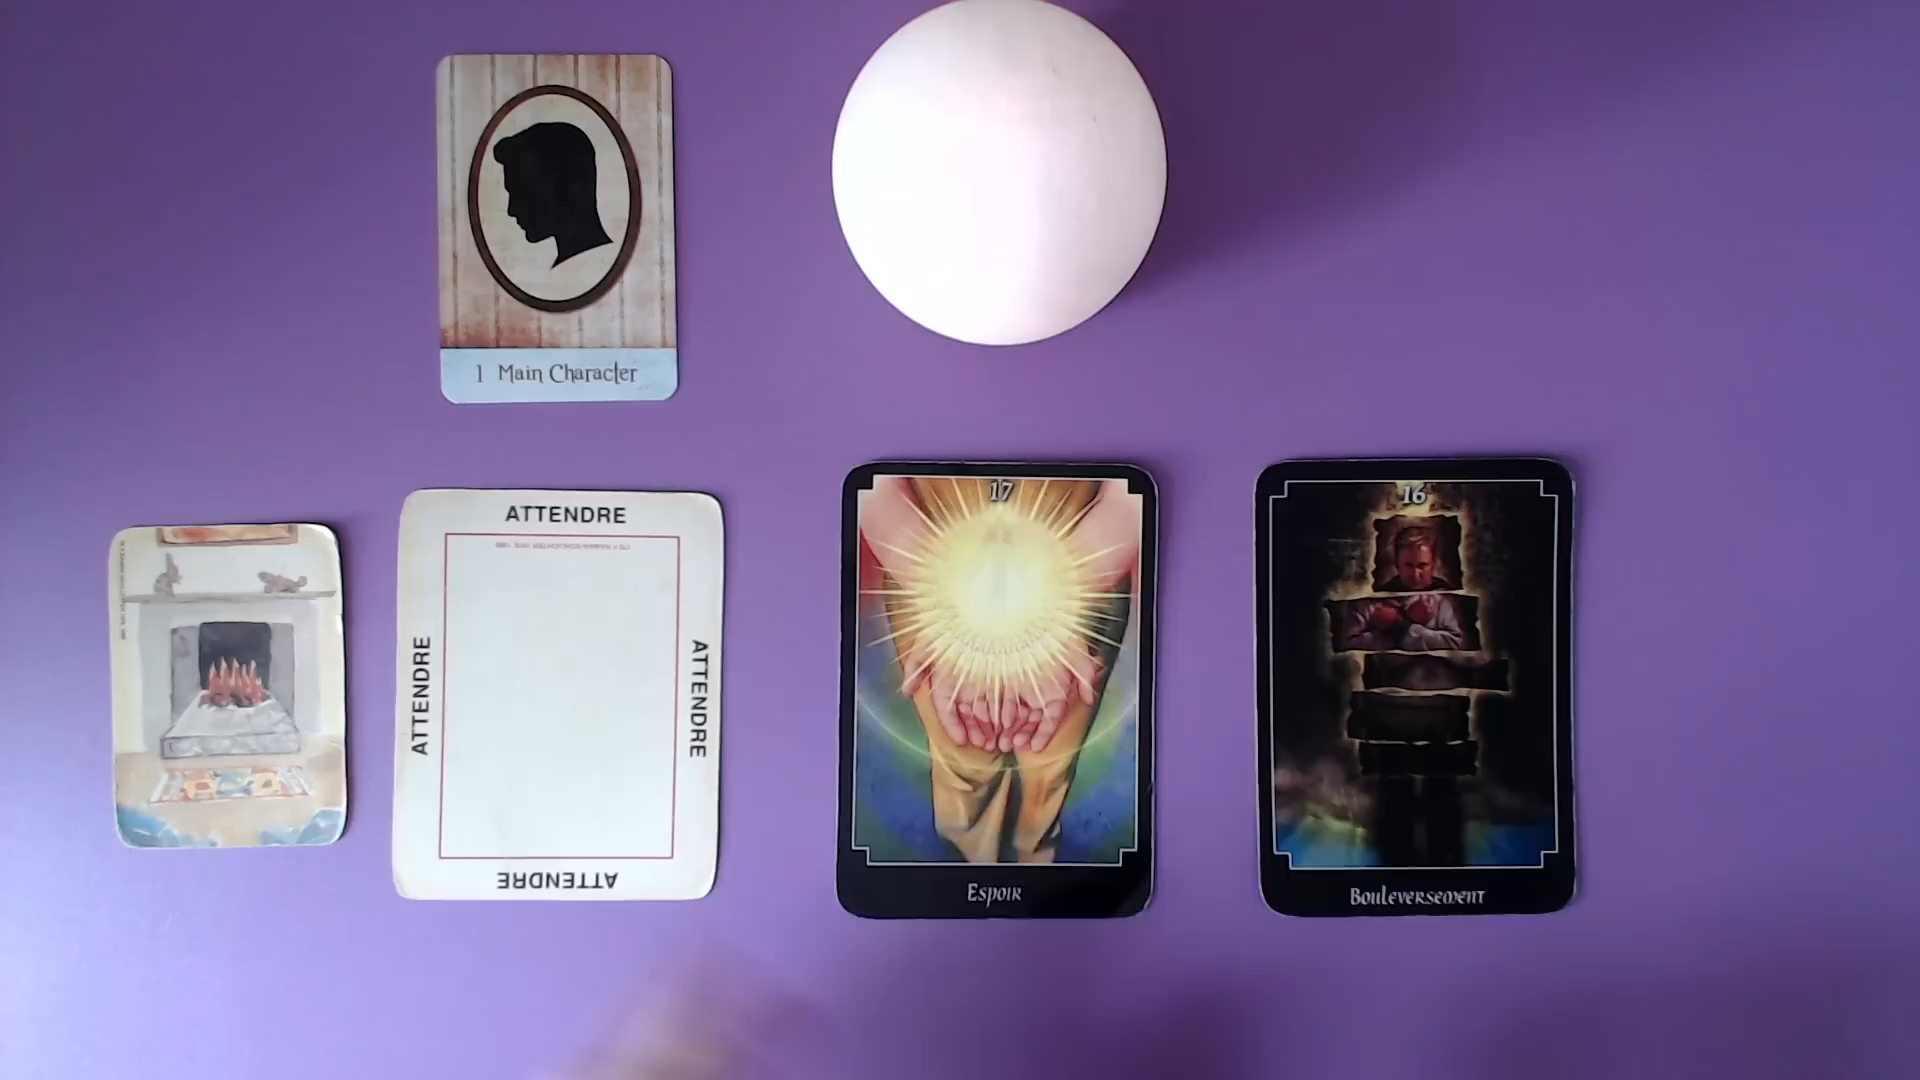 1 Main Character
ATTENDRE
ATTENDRE
ATTENDRE
ATTENDRE
17
Espoir
16
Bouleversement